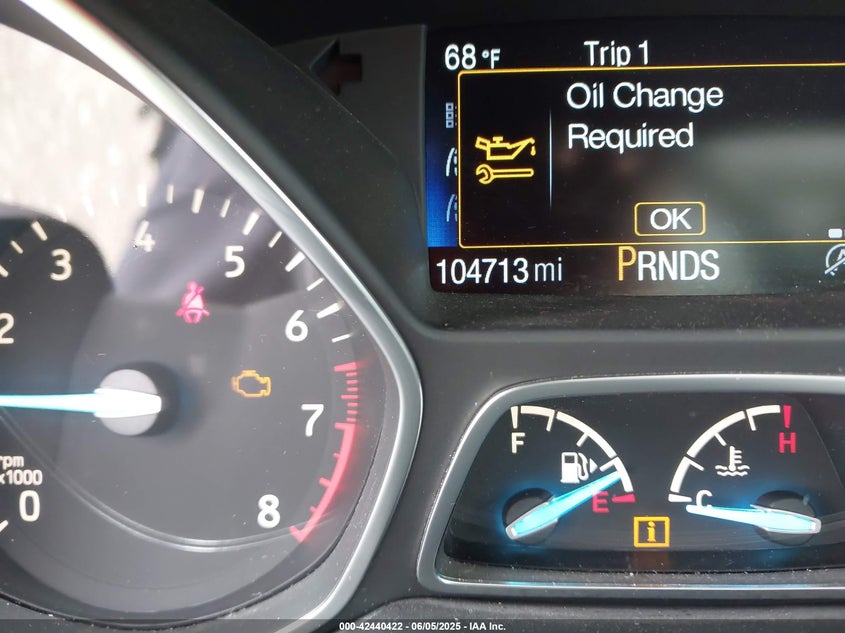 68 °F Trip 1
Oil Change
Required
OK
104713 mi PRNDS
2 3 4 5 6 7 8
rpm
x1000
0
F E
C H
i
000-42440422 - 06/05/2025 - IAA Inc.